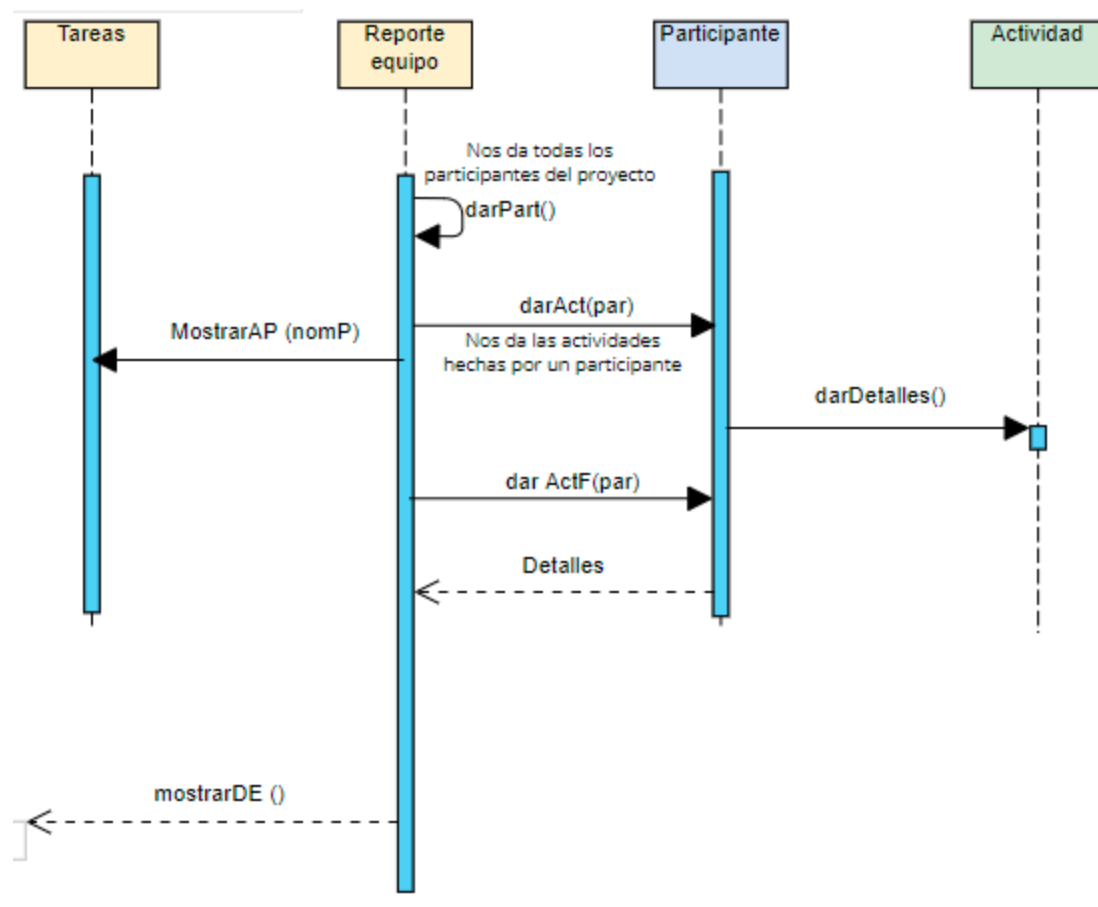 Tareas
Reporte
equipo
Participante
Actividad
Nos da todas los
participantes del proyecto
darPart()
darAct(par)
MostrarAP (nomP)
Nos da las actividades
hechas por un participante
darDetalles()
dar ActF(par)
Detalles
mostrarDE ()